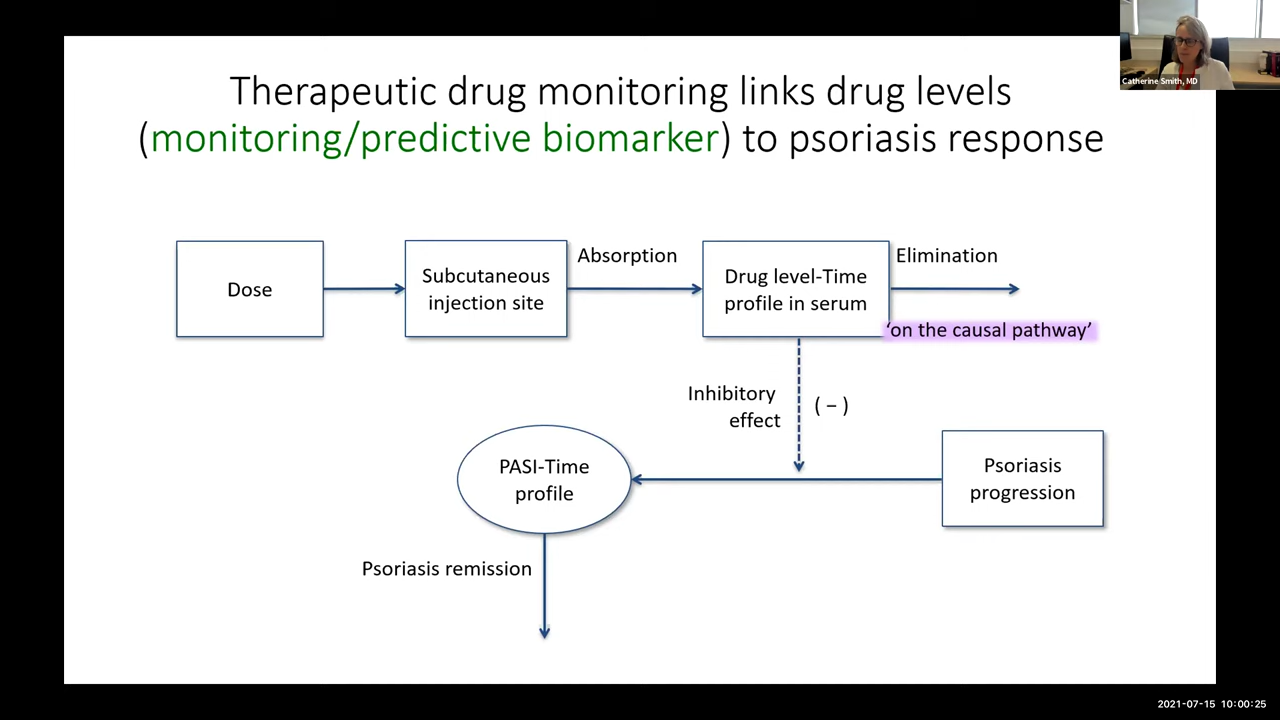 Catherine Smith, MD
Therapeutic drug monitoring links drug levels
(monitoring/predictive biomarker) to psoriasis response
Dose
Subcutaneous
injection site
Absorption
Drug level-Time
profile in serum
Elimination
‘on the causal pathway’
Inhibitory
effect
( – )
PASI-Time
profile
Psoriasis
progression
Psoriasis remission
2021-07-15 10:00:25